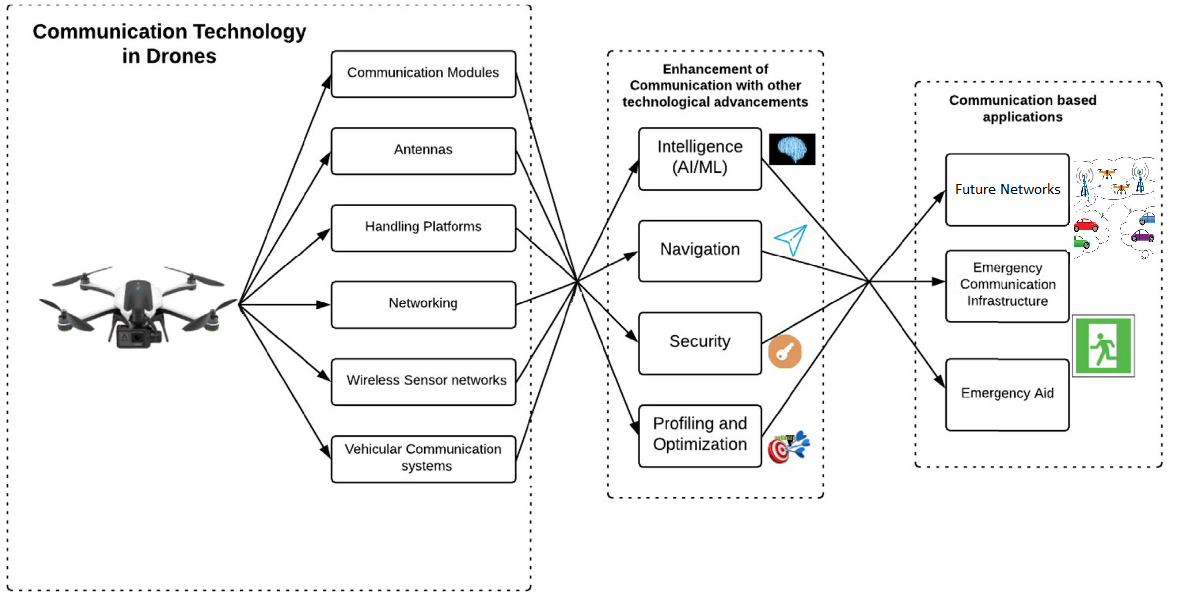 Communication Technology
in Drones
Communication Modules
Antennas
Handling Platforms
Networking
Wireless Sensor networks
Vehicular Communication
systems
Enhancement of
Communication with other
technological advancements
Intelligence
(AI/ML)
Navigation
Security
Profiling and
Optimization
Communication based
applications
Future Networks
Emergency
Communication
Infrastructure
Emergency Aid